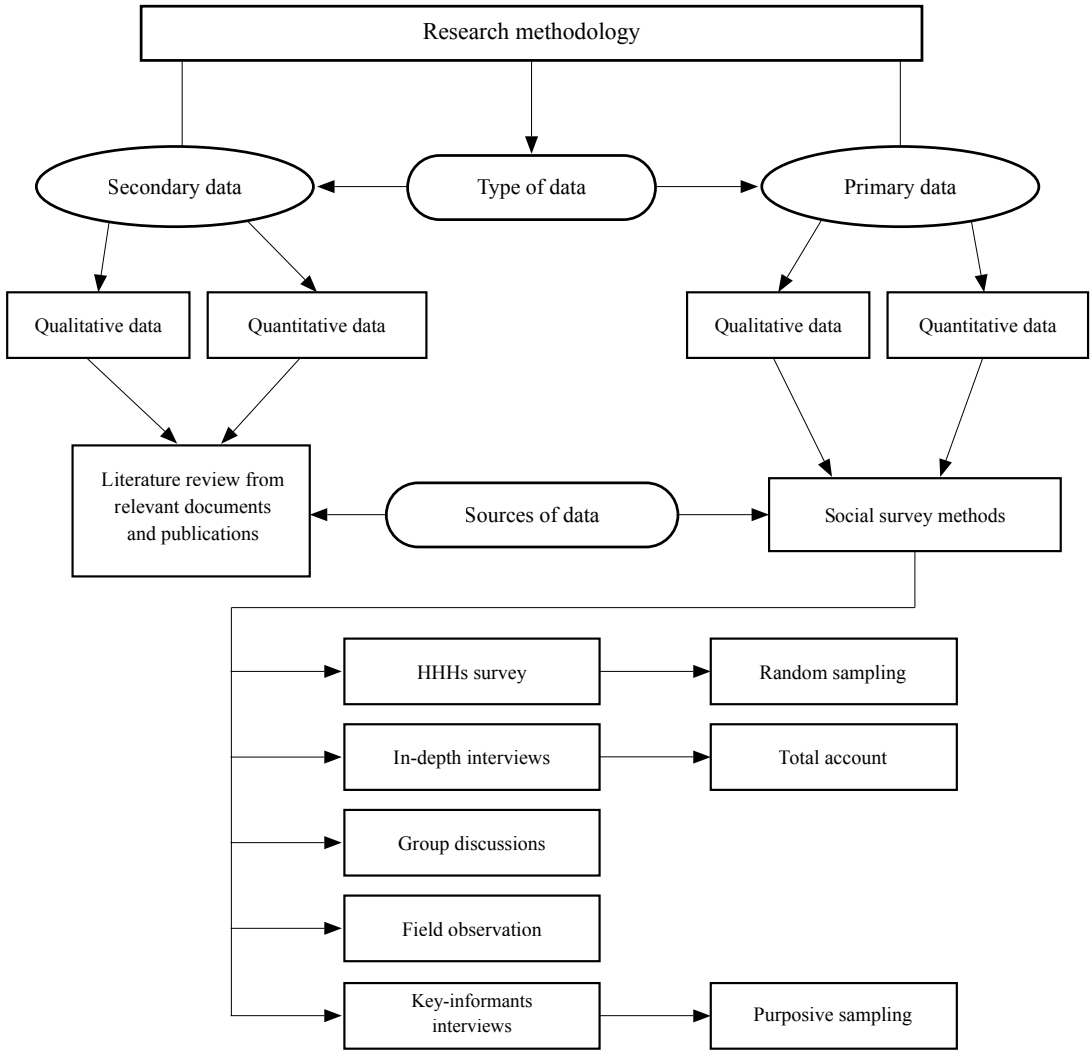 Research methodology
Secondary data
Type of data
Primary data
Qualitative data
Quantitative data
Qualitative data
Quantitative data
Literature review from
relevant documents
and publications
Sources of data
Social survey methods
HHHs survey
Random sampling
In-depth interviews
Total account
Group discussions
Field observation
Key-informants
interviews
Purposive sampling